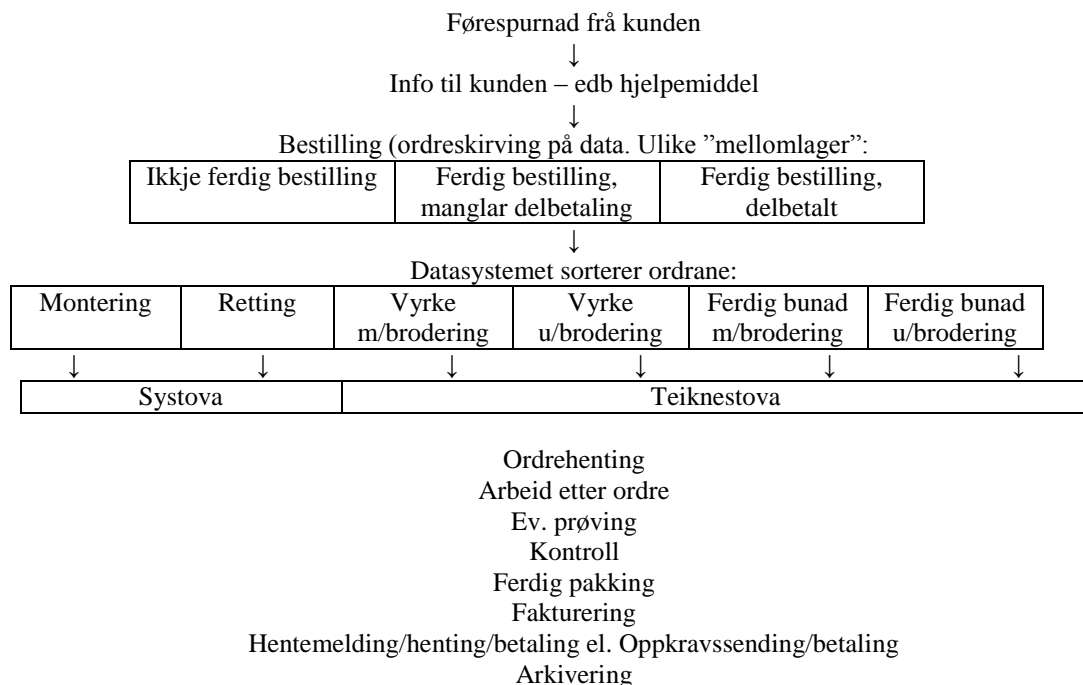 Førespurnad frå kunden
↓
Info til kunden – edb hjelpemiddel
↓
Bestilling (ordreskirving på data. Ulike ”mellomlager”:
Ikkje ferdig bestilling Ferdig bestilling, Ferdig bestilling,
manglar delbetaling delbetalt
↓
Datasystemet sorterer ordrane:
Montering Retting Vyrke Vyrke Ferdig bunad Ferdig bunad
m/brodering u/brodering m/brodering u/brodering
↓ ↓ ↓ ↓ ↓ ↓
Systova Teiknestova
Ordrehenting
Arbeid etter ordre
Ev. prøving
Kontroll
Ferdig pakking
Fakturering
Hentemelding/henting/betaling el. Oppkravssending/betaling
Arkivering